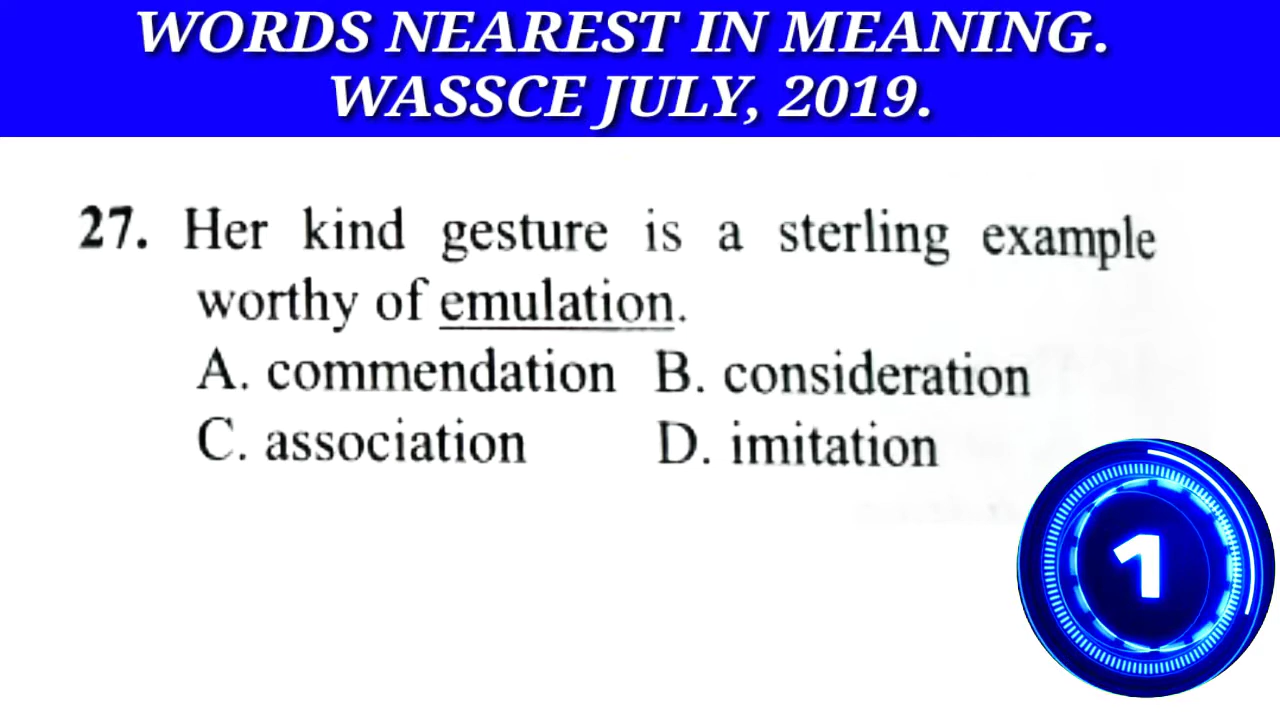 WORDS NEAREST IN MEANING.
WASSCE JULY, 2019.
27. Her kind gesture is a sterling example
worthy of emulation.
A. commendation B. consideration
C. association D. imitation
1